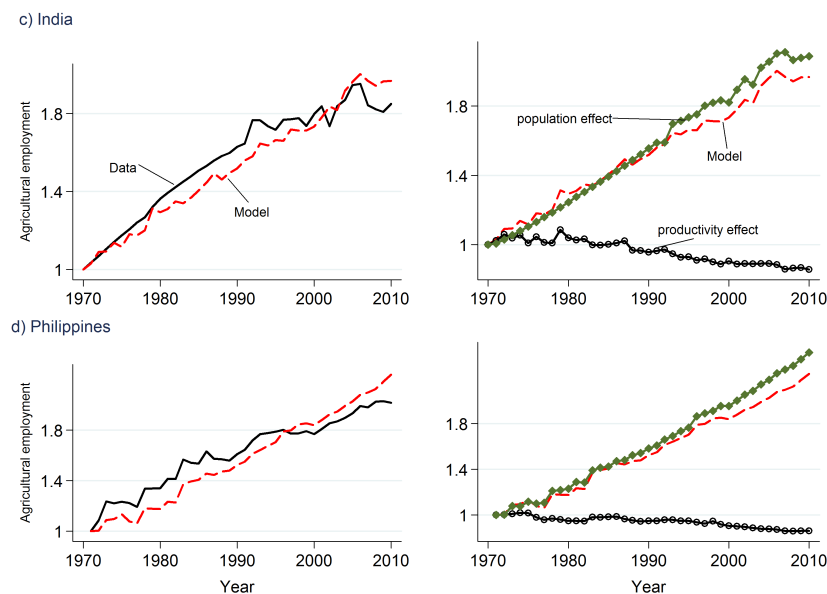 c) India
Agricultural employment
1.8
1.4
1
Data
Model
1970 1980 1990 2000 2010
1.8
1.4
1
population effect
Model
productivity effect
1970 1980 1990 2000 2010
d) Philippines
Agricultural employment
1.8
1.4
1
1970 1980 1990 2000 2010
Year
1.8
1.4
1
1970 1980 1990 2000 2010
Year